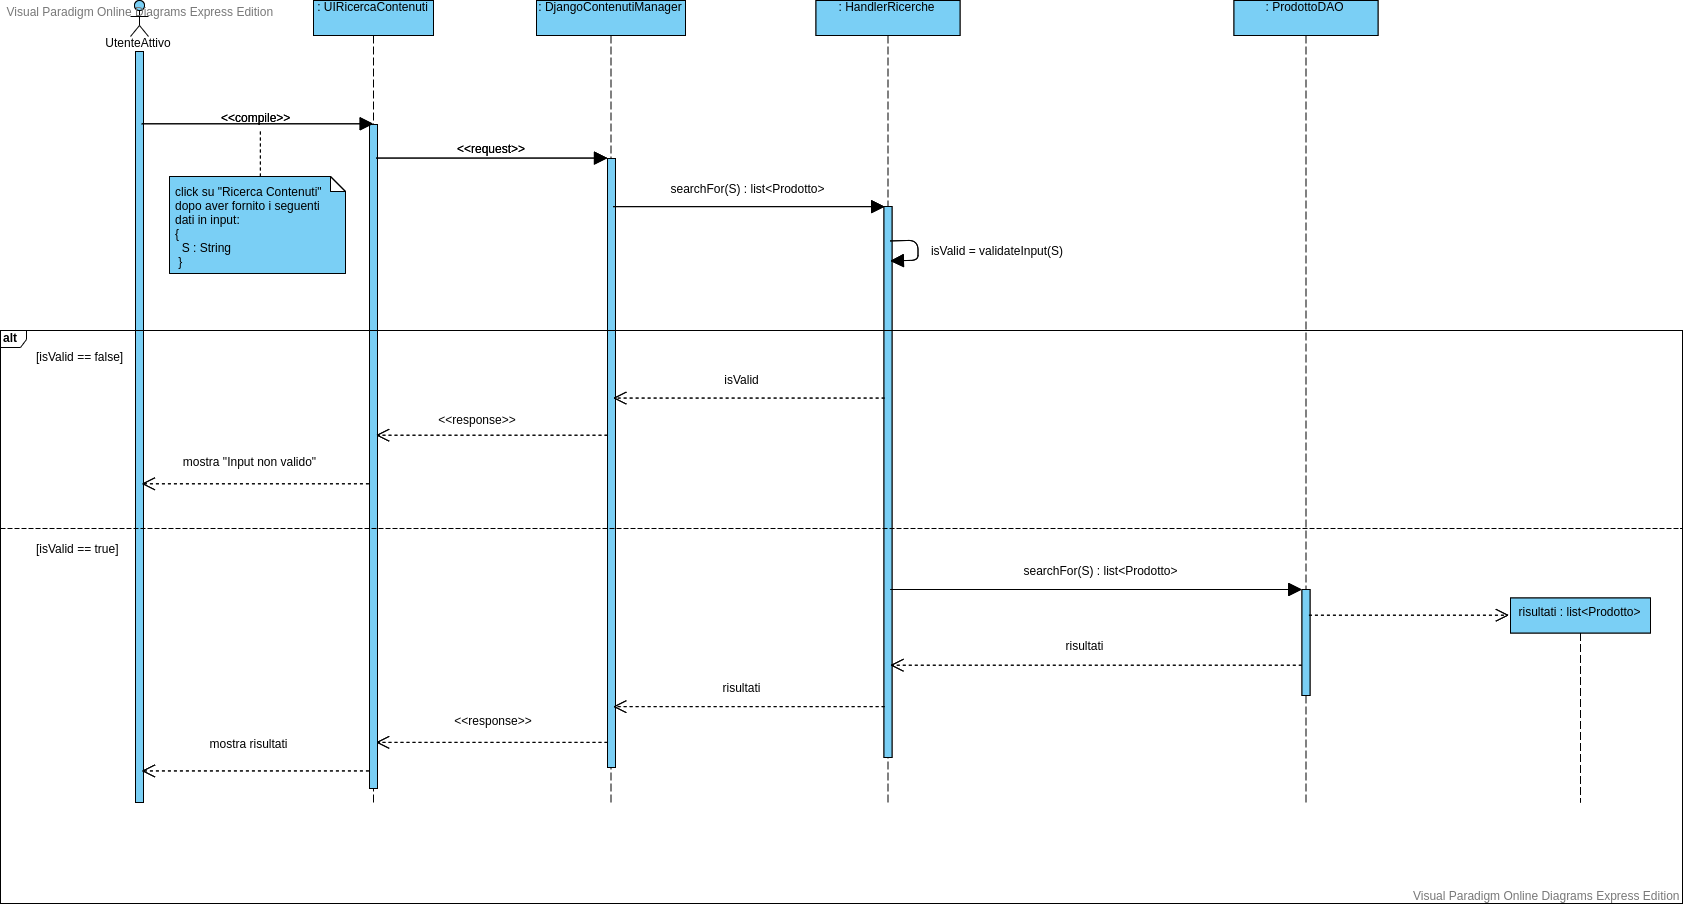 Visual Paradigm Online Diagrams Express Edition
UtenteAttivo
: UIRicercaContenuti
: DjangoContenutiManager
: HandlerRicerche
: ProdottoDAO
<<compile>>
<<request>>
click su "Ricerca Contenuti"
dopo aver fornito i seguenti
dati in input:
{
S : String
}
searchFor(S) : list<Prodotto>
isValid = validateInput(S)
alt
[isValid == false]
isValid
<<response>>
mostra "Input non valido"
[isValid == true]
searchFor(S) : list<Prodotto>
risultati : list<Prodotto>
risultati
risultati
<<response>>
mostra risultati
Visual Paradigm Online Diagrams Express Edition